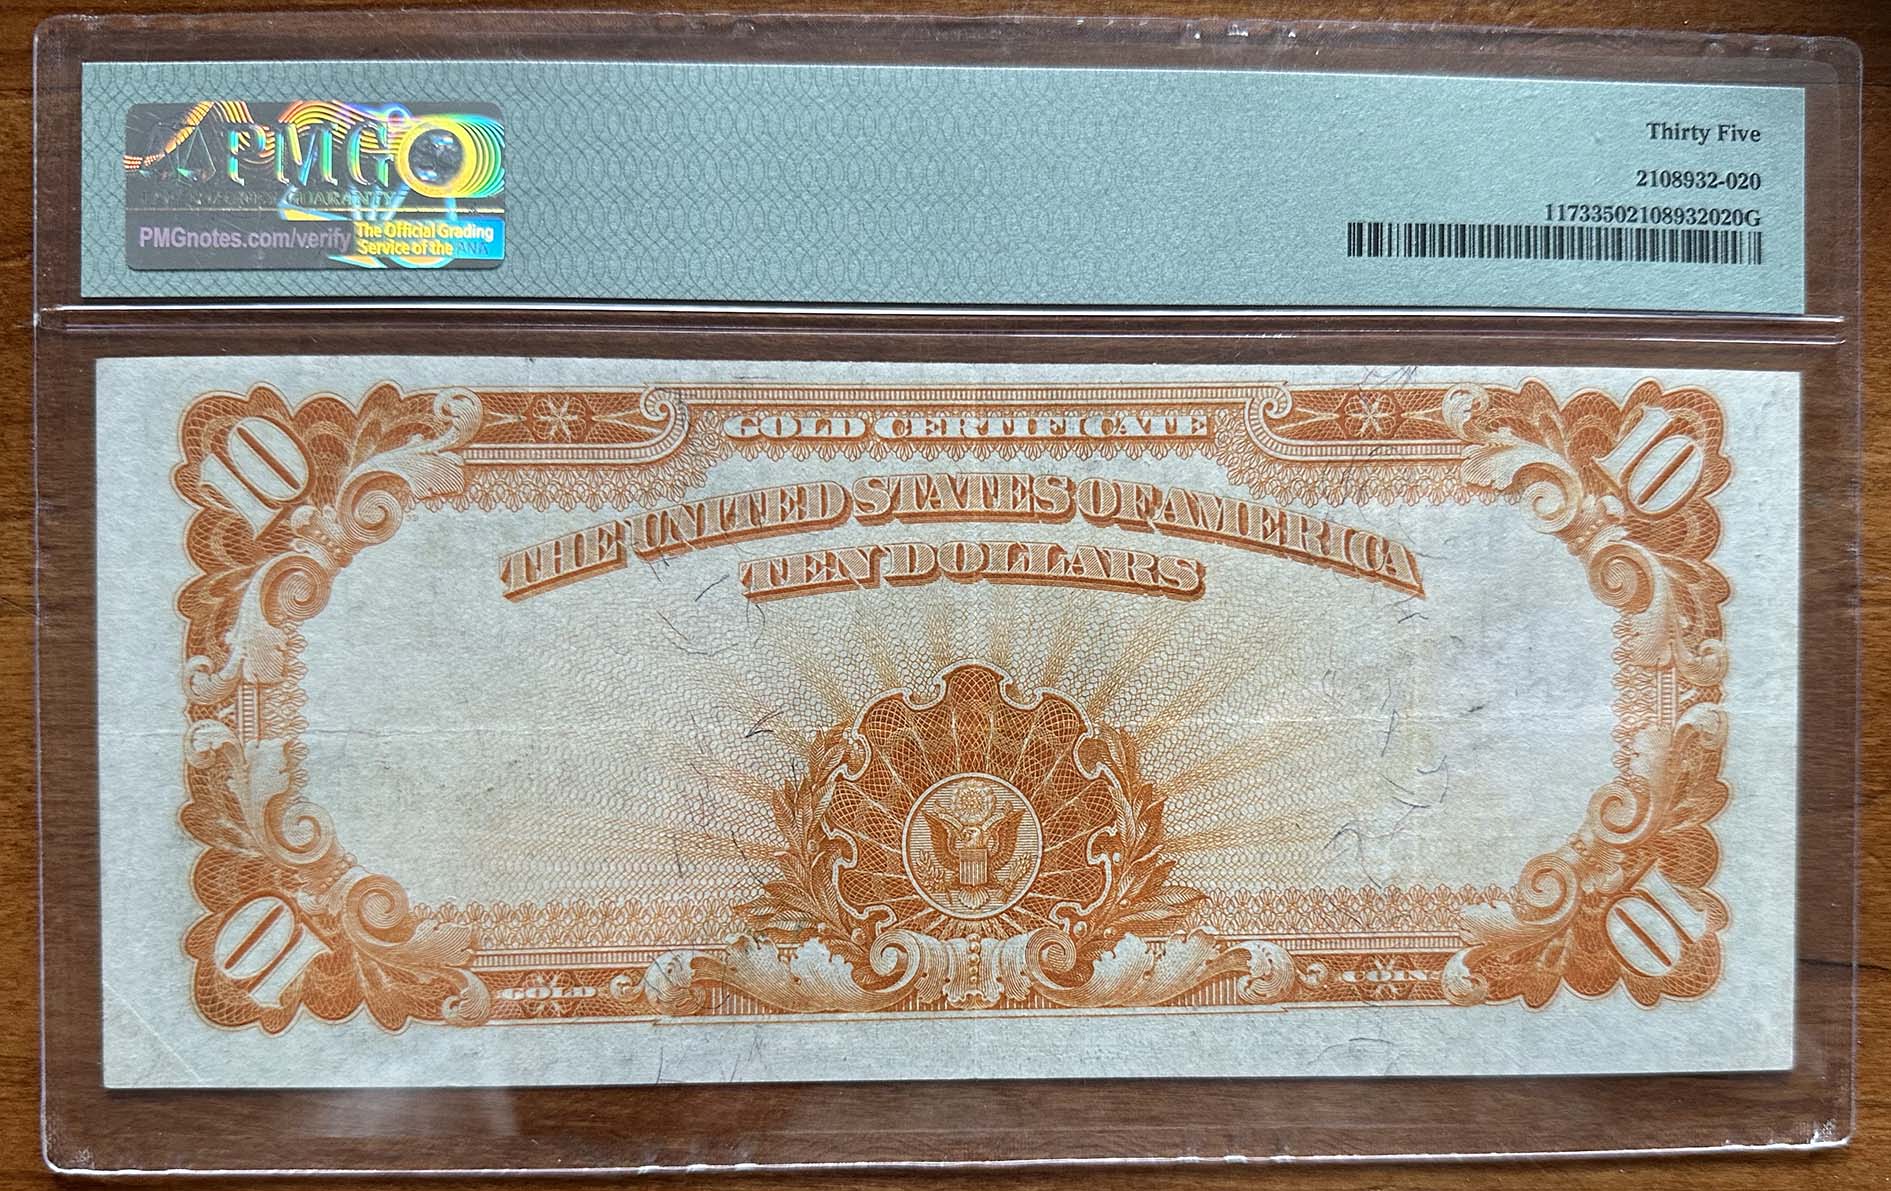 PMG
PAPER MONEY GUARANTY
PMGnotes.com/verify
The Official Grading
Service of the ANA
Thirty Five
2108932-020
11733502108932020G
10
10
GOLD CERTIFICATE
THE UNITED STATES OF AMERICA
TEN DOLLARS
10
GOLD
COIN
10